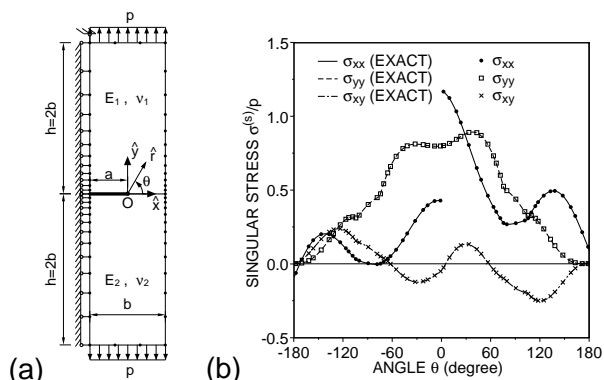 p
h=2b
E₁ , ν₁
ŷ
r̂
a
θ
O
x̂
h=2b
E₂ , ν₂
b
p
(a)
SINGULAR STRESS σ⁽ˢ⁾/p
1.5
1.0
0.5
0.0
-0.5
σxx (EXACT)
σyy (EXACT)
σxy (EXACT)
σxx
σyy
σxy
-180 -120 -60 0 60 120 180
ANGLE θ (degree)
(b)